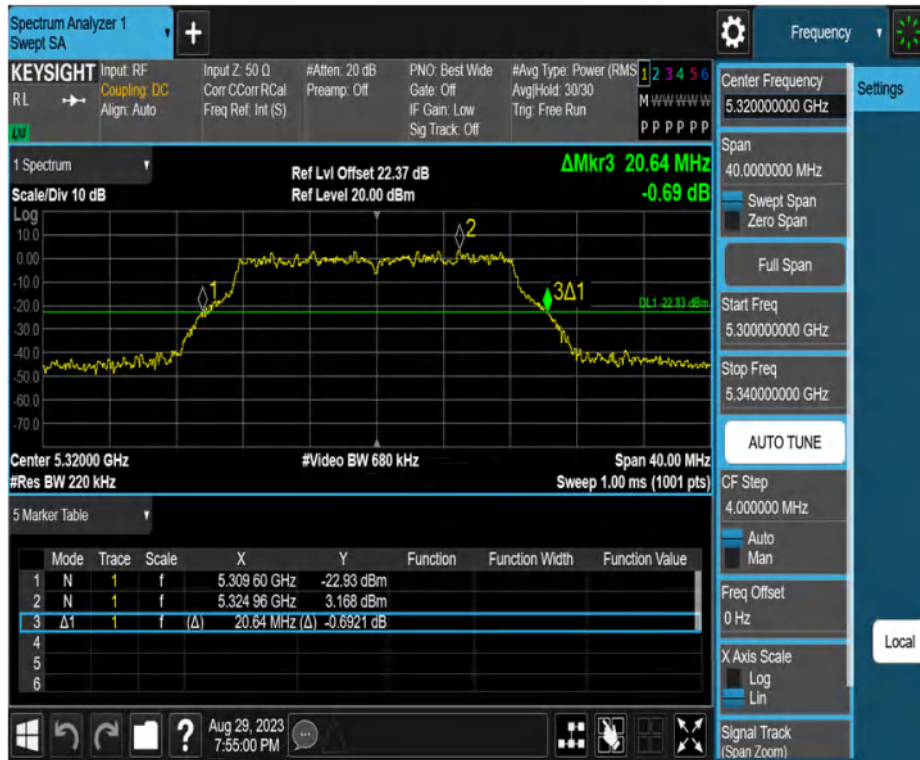 Spectrum Analyzer 1
Swept SA
+
Frequency
KEYSIGHT
RL
LXI
Input: RF
Coupling: DC
Align: Auto
Input Z: 50 Ω
Corr CCorr RCal
Freq Ref: Int (S)
#Atten: 20 dB
Preamp: Off
PNO: Best Wide
Gate: Off
IF Gain: Low
Sig Track: Off
#Avg Type: Power (RMS
Avg|Hold: 30/30
Trig: Free Run
1 2 3 4 5 6
M W W W W W
P P P P P P
1 Spectrum
Scale/Div 10 dB
Ref Lvl Offset 22.37 dB
Ref Level 20.00 dBm
ΔMkr3 20.64 MHz
-0.69 dB
Log
10.0
0.00
-10.0
-20.0
-30.0
-40.0
-50.0
-60.0
-70.0
1
2
3Δ1
DL1 -22.83 dBm
Center 5.32000 GHz
#Video BW 680 kHz
Span 40.00 MHz
#Res BW 220 kHz
Sweep 1.00 ms (1001 pts)
5 Marker Table
Mode Trace Scale X Y Function Function Width Function Value
1 N 1 f 5.309 60 GHz -22.93 dBm
2 N 1 f 5.324 96 GHz 3.168 dBm
3 Δ1 1 f (Δ) 20.64 MHz (Δ) -0.6921 dB
4
5
6
?
Aug 29, 2023
7:55:00 PM
Center Frequency
5.320000000 GHz
Span
40.0000000 MHz
Swept Span
Zero Span
Full Span
Start Freq
5.300000000 GHz
Stop Freq
5.340000000 GHz
AUTO TUNE
CF Step
4.000000 MHz
Auto
Man
Freq Offset
0 Hz
X Axis Scale
Log
Lin
Signal Track
(Span Zoom)
Settings
Local